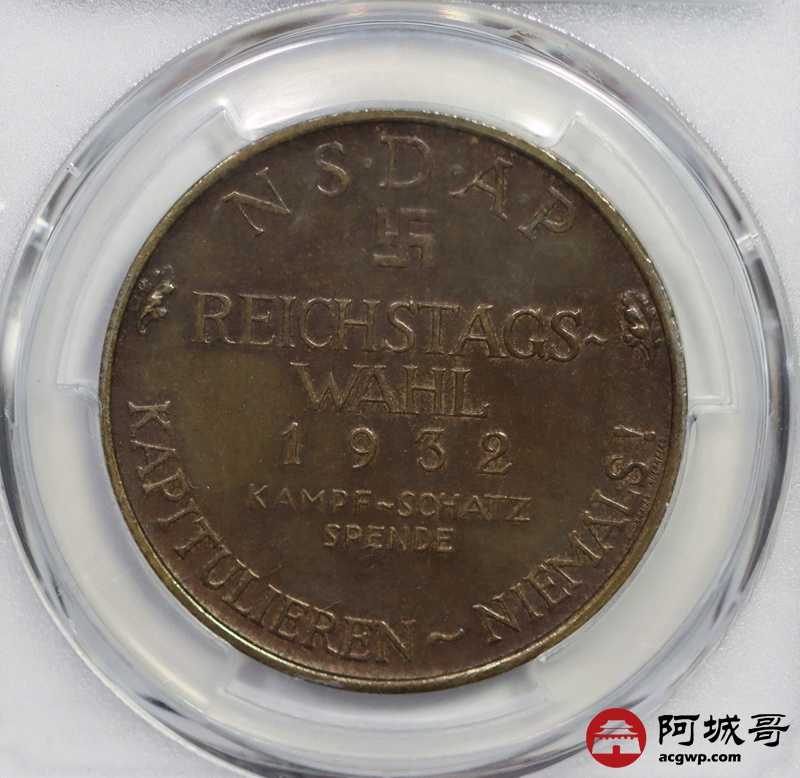 N·S·D·A·P
REICHSTAGS~
WAHL
1932
KAMPF~SCHATZ
SPENDE
KAPITULIEREN ~ NIEMALS!
阿城哥
acgwp.com